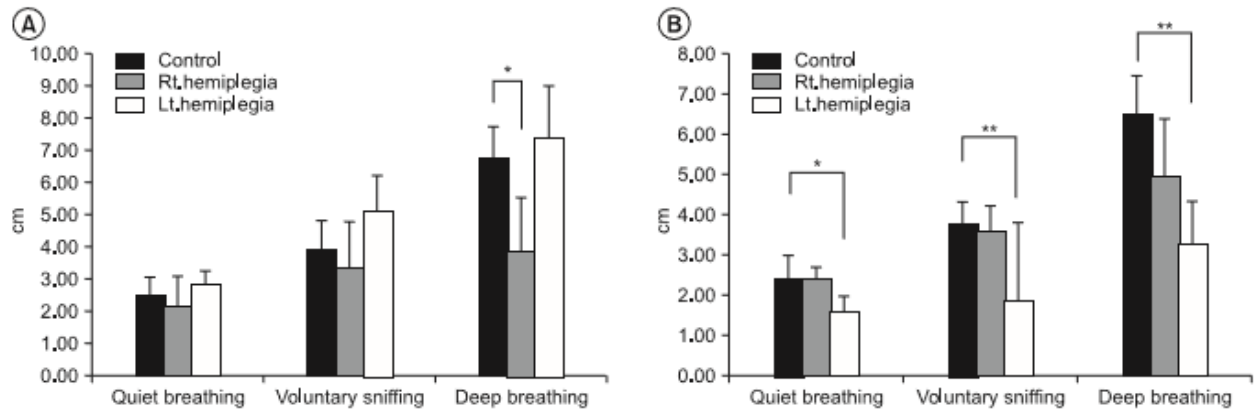 A
10.00
9.00
8.00
7.00
6.00
5.00
4.00
3.00
2.00
1.00
0.00
cm
Control
Rt.hemiplegia
Lt.hemiplegia
*
Quiet breathing
Voluntary sniffing
Deep breathing
B
8.00
7.00
6.00
5.00
4.00
3.00
2.00
1.00
0.00
cm
Control
Rt.hemiplegia
Lt.hemiplegia
*
**
**
Quiet breathing
Voluntary sniffing
Deep breathing